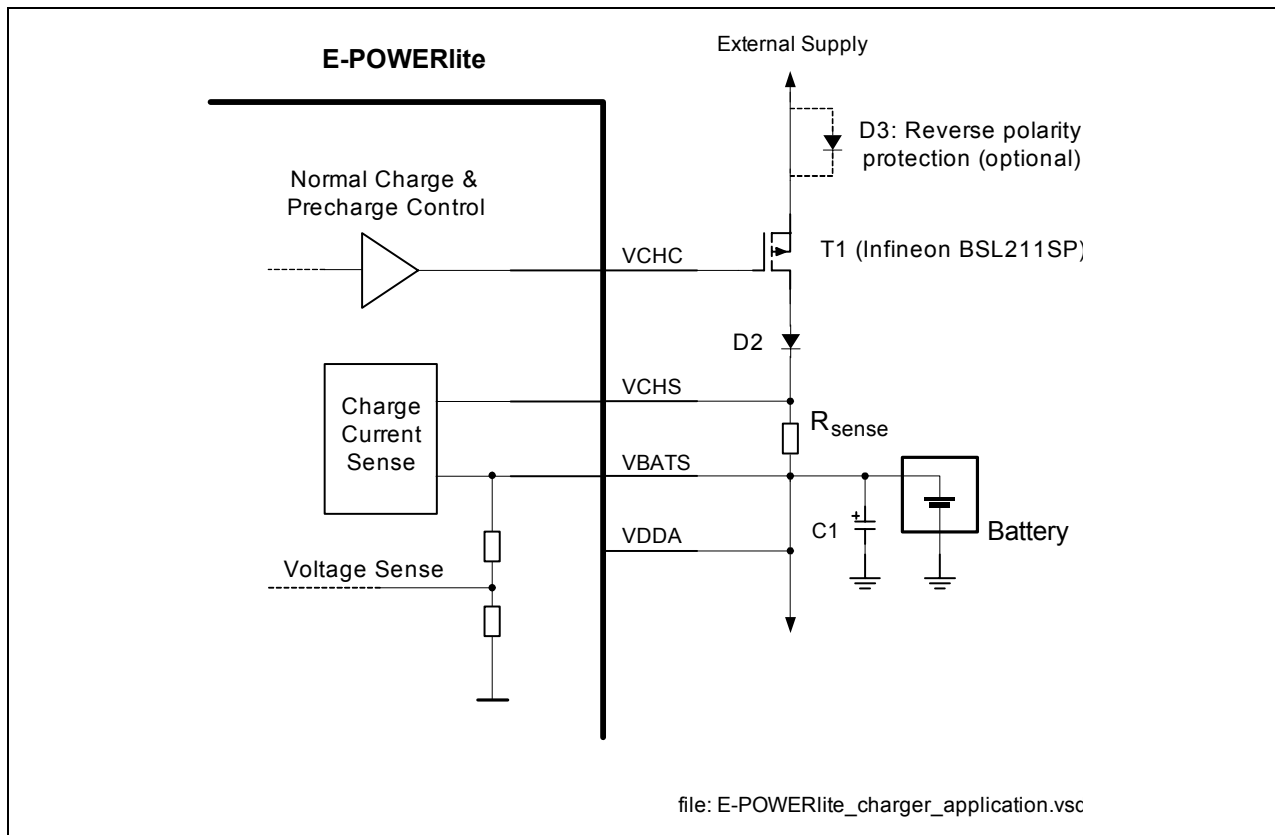 External Supply
E-POWERlite
D3: Reverse polarity
protection (optional)
Normal Charge &
Precharge Control
VCHC
T1 (Infineon BSL211SP)
D2
VCHS
Charge
Current
Sense
Rsense
VBATS
C1
+
Battery
VDDA
Voltage Sense
file: E-POWERlite_charger_application.vsd